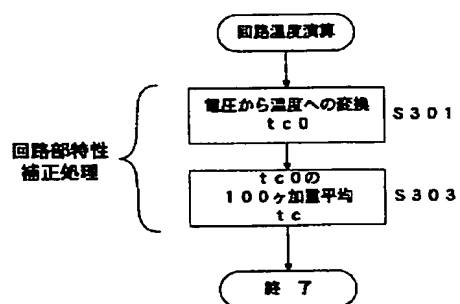 回路温度演算
電圧から温度への変換
tc0
S301
回路部特性
補正処理
tc0の
100ヶ加重平均
tc
S303
終了